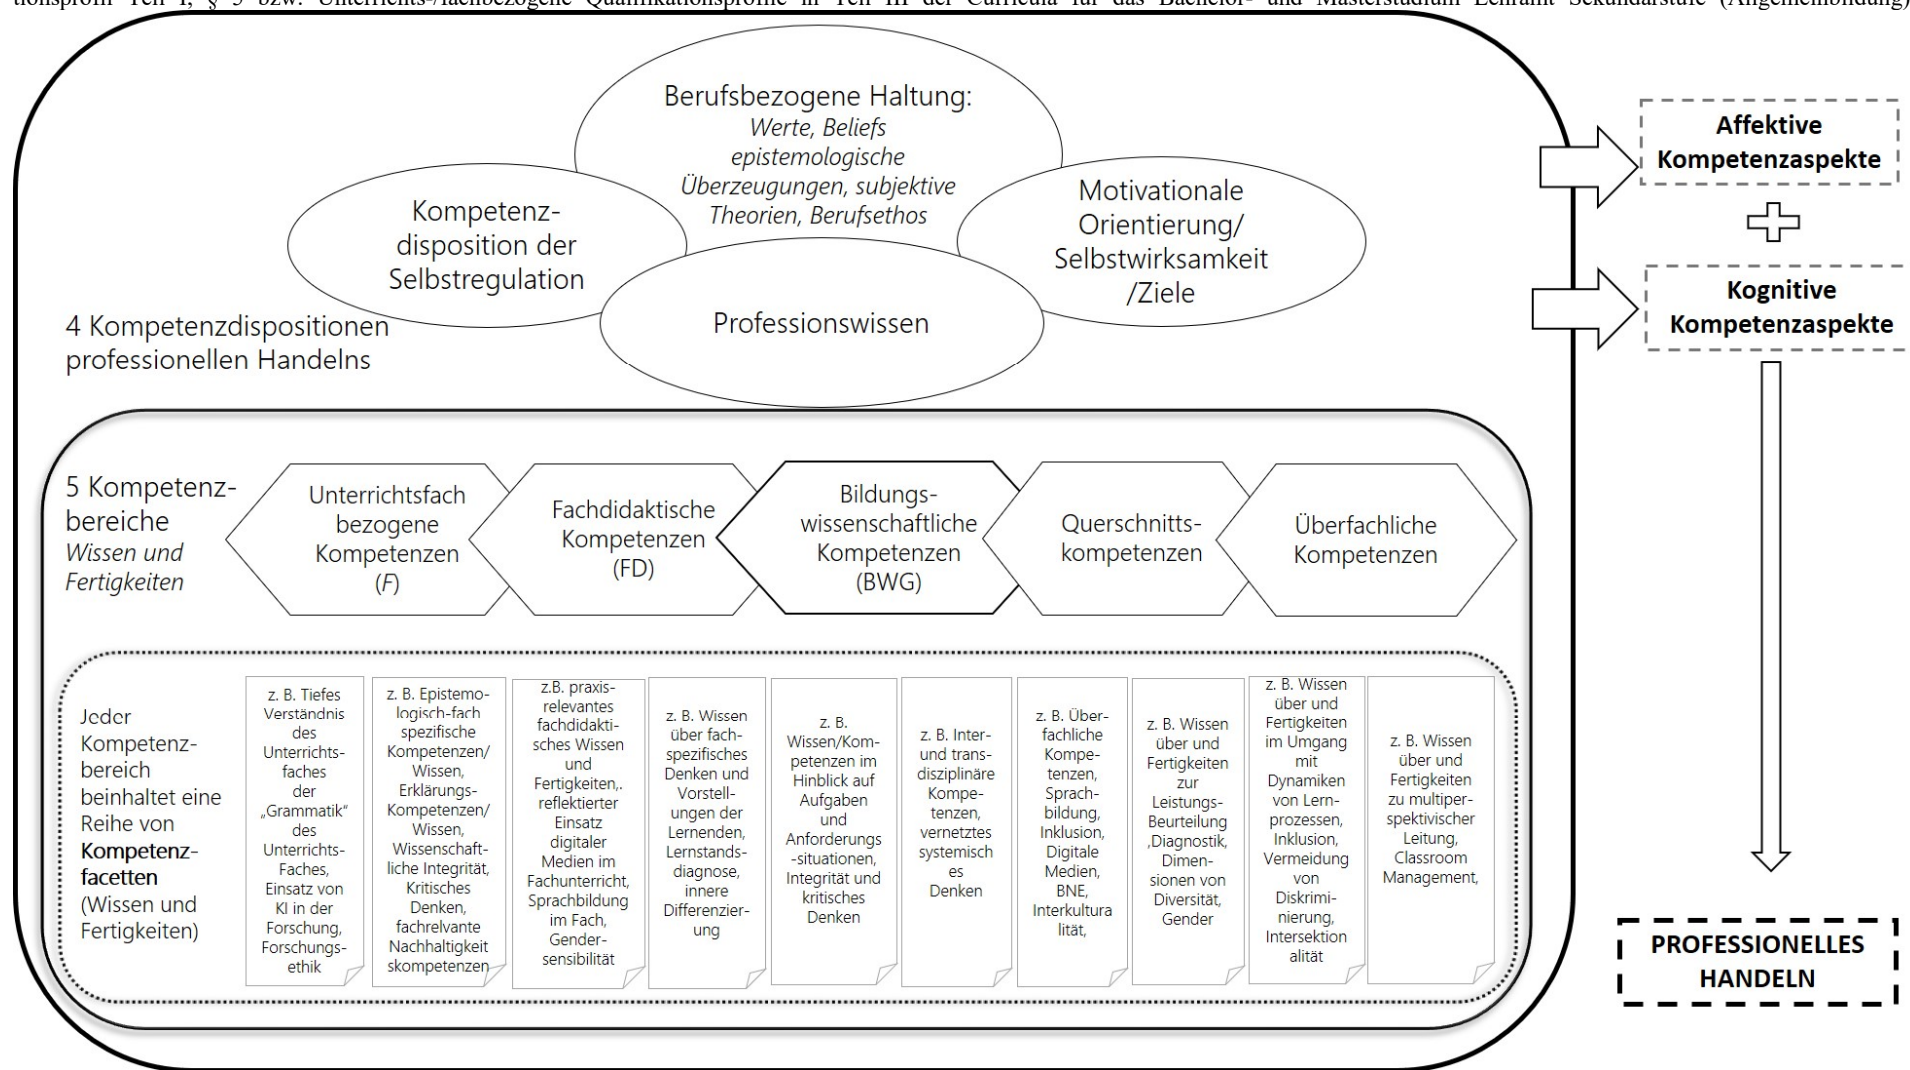 tionsprofil Teil I, § 3 bzw. Unterrichts-/fachbezogene Qualifikationsprofile in Teil III der Curricula für das Bachelor- und Masterstudium Lehramt Sekundarstufe (Allgemeinbildung)
Berufsbezogene Haltung:
Werte, Beliefs
epistemologische
Überzeugungen, subjektive
Theorien, Berufsethos
Kompetenz-
disposition der
Selbstregulation
Motivationale
Orientierung/
Selbstwirksamkeit
/Ziele
Professionswissen
4 Kompetenzdispositionen
professionellen Handelns
Affektive
Kompetenzaspekte
Kognitive
Kompetenzaspekte
5 Kompetenz-
bereiche
Wissen und
Fertigkeiten
Unterrichtsfach
bezogene
Kompetenzen
(F)
Fachdidaktische
Kompetenzen
(FD)
Bildungs-
wissenschaftliche
Kompetenzen
(BWG)
Querschnitts-
kompetenzen
Überfachliche
Kompetenzen
Jeder
Kompetenz-
bereich
beinhaltet eine
Reihe von
Kompetenz-
facetten
(Wissen und
Fertigkeiten)
z. B. Tiefes
Verständnis
des
Unterrichts-
faches
der
„Grammatik“
des
Unterrichts-
Faches,
Einsatz von
KI in der
Forschung,
Forschungs-
ethik
z. B. Epistemo-
logisch-fach
spezifische
Kompetenzen/
Wissen,
Erklärungs-
Kompetenzen/
Wissen,
Wissenschaft-
liche Integrität,
Kritisches
Denken,
fachrelvante
Nachhaltigkeit
skompetenzen
z.B. praxis-
relevantes
fachdidakti-
sches Wissen
und
Fertigkeiten,.
reflektierter
Einsatz
digitaler
Medien im
Fachunterricht,
Sprachbildung
im Fach,
Gender-
sensibilität
z. B. Wissen
über fach-
spezifisches
Denken und
Vorstell-
ungen der
Lernenden,
Lernstands-
diagnose,
innere
Differenzier-
ung
z. B.
Wissen/Kom-
petenzen im
Hinblick auf
Aufgaben
und
Anforderungs
-situationen,
Integrität und
kritisches
Denken
z. B. Inter-
und trans-
disziplinäre
Kompe-
tenzen,
vernetztes
systemisch
es
Denken
z. B. Über-
fachliche
Kompe-
tenzen,
Sprach-
bildung,
Inklusion,
Digitale
Medien,
BNE,
Interkultura
lität,
z. B. Wissen
über und
Fertigkeiten
zur
Leistungs-
Beurteilung
,Diagnostik,
Dimen-
sionen von
Diversität,
Gender
z. B. Wissen
über und
Fertigkeiten
im Umgang
mit
Dynamiken
von Lern-
prozessen,
Inklusion,
Vermeidung
von
Diskrimi-
nierung,
Intersektion
alität
z. B. Wissen
über und
Fertigkeiten
zu multiper-
spektivischer
Leitung,
Classroom
Management,
PROFESSIONELLES
HANDELN